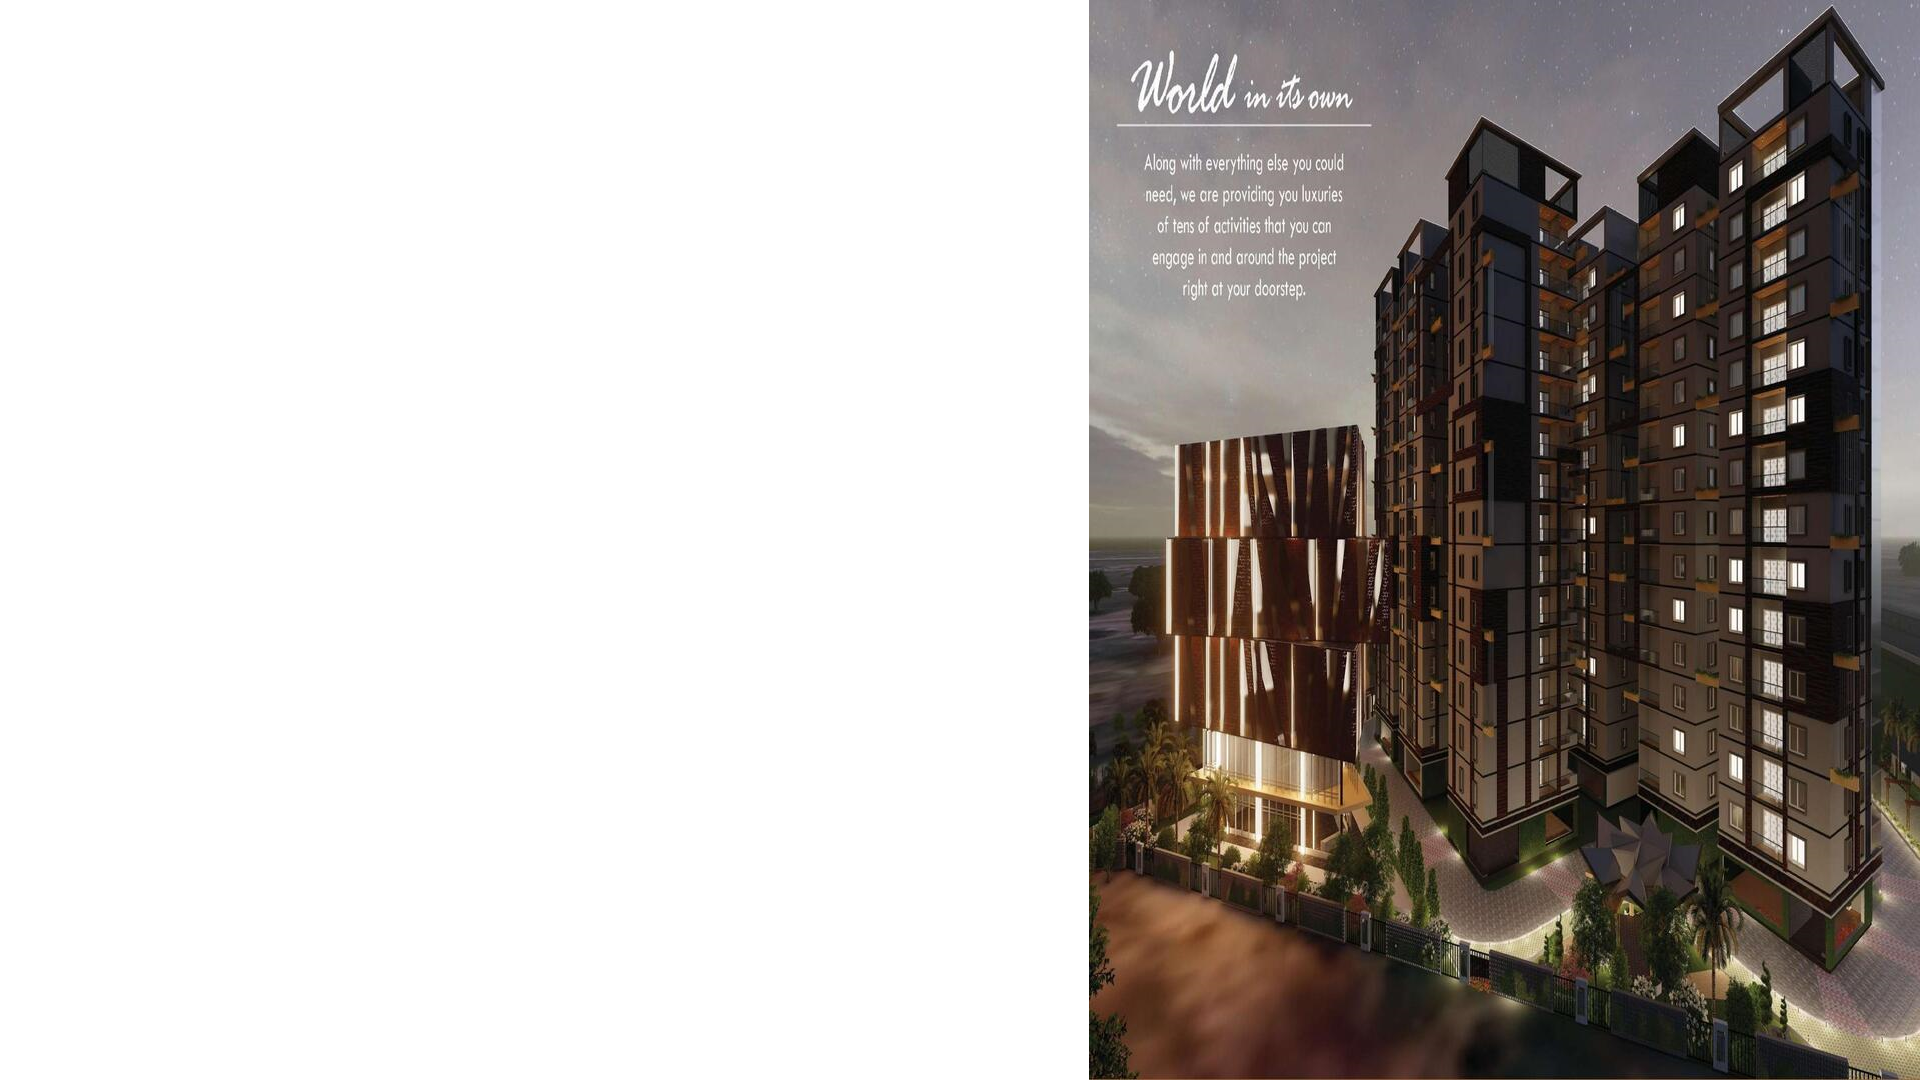 World in its own
Along with everything else you could
need, we are providing you luxuries
of tens of activities that you can
engage in and around the project
right at your doorstep.